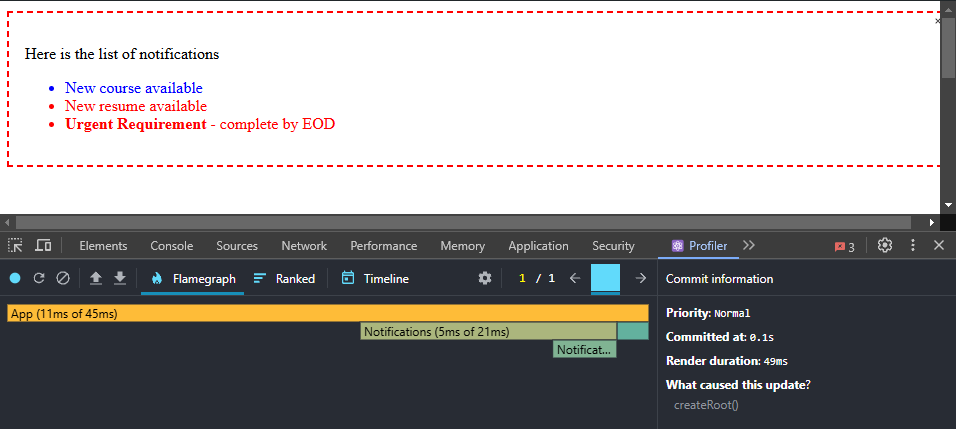 ×
Here is the list of notifications
• New course available
• New resume available
• Urgent Requirement - complete by EOD
Elements Console Sources Network Performance Memory Application Security Profiler 3
Flamegraph Ranked Timeline 1 / 1 Commit information
App (11ms of 45ms)
Notifications (5ms of 21ms)
Notificat...
Priority: Normal
Committed at: 0.1s
Render duration: 49ms
What caused this update?
createRoot()